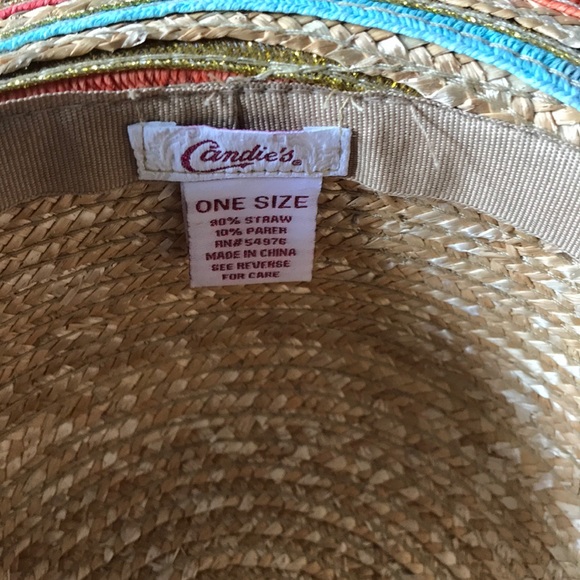 Candie's®
ONE SIZE
90% STRAW
10% PAPER
RN# 54976
MADE IN CHINA
SEE REVERSE
FOR CARE